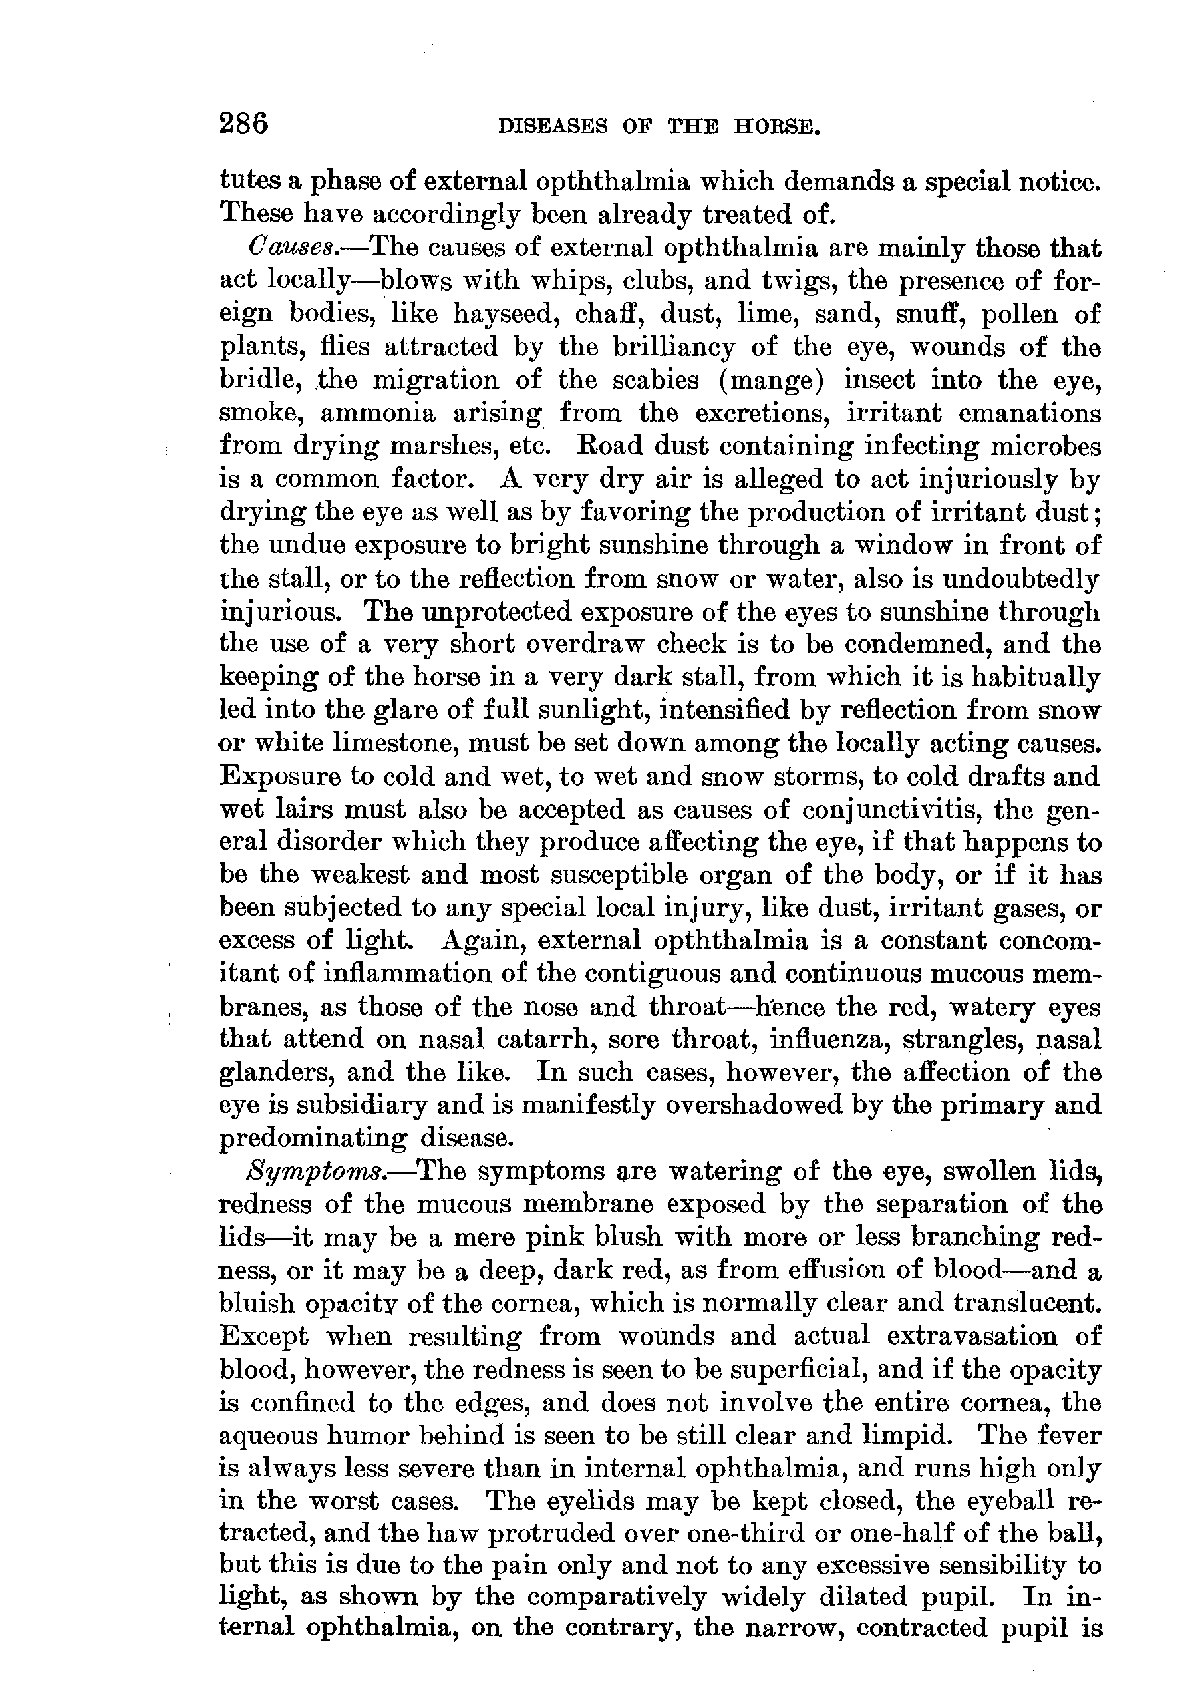 286 DISEASES OF THE HORSE.
tutes a phase of external opththalmia which demands a special notice.
These have accordingly been already treated of.
Causes.—The causes of external opththalmia are mainly those that
act locally—blows with whips, clubs, and twigs, the presence of for-
eign bodies, like hayseed, chaff, dust, lime, sand, snuff, pollen of
plants, flies attracted by the brilliancy of the eye, wounds of the
bridle, the migration of the scabies (mange) insect into the eye,
smoke, ammonia arising from the excretions, irritant emanations
from drying marshes, etc. Road dust containing infecting microbes
is a common factor. A very dry air is alleged to act injuriously by
drying the eye as well as by favoring the production of irritant dust;
the undue exposure to bright sunshine through a window in front of
the stall, or to the reflection from snow or water, also is undoubtedly
injurious. The unprotected exposure of the eyes to sunshine through
the use of a very short overdraw check is to be condemned, and the
keeping of the horse in a very dark stall, from which it is habitually
led into the glare of full sunlight, intensified by reflection from snow
or white limestone, must be set down among the locally acting causes.
Exposure to cold and wet, to wet and snow storms, to cold drafts and
wet lairs must also be accepted as causes of conjunctivitis, the gen-
eral disorder which they produce affecting the eye, if that happens to
be the weakest and most susceptible organ of the body, or if it has
been subjected to any special local injury, like dust, irritant gases, or
excess of light. Again, external opththalmia is a constant concom-
itant of inflammation of the contiguous and continuous mucous mem-
branes, as those of the nose and throat—hence the red, watery eyes
that attend on nasal catarrh, sore throat, influenza, strangles, nasal
glanders, and the like. In such cases, however, the affection of the
eye is subsidiary and is manifestly overshadowed by the primary and
predominating disease.
Symptoms.—The symptoms are watering of the eye, swollen lids,
redness of the mucous membrane exposed by the separation of the
lids—it may be a mere pink blush with more or less branching red-
ness, or it may be a deep, dark red, as from effusion of blood—and a
bluish opacity of the cornea, which is normally clear and translucent.
Except when resulting from wounds and actual extravasation of
blood, however, the redness is seen to be superficial, and if the opacity
is confined to the edges, and does not involve the entire cornea, the
aqueous humor behind is seen to be still clear and limpid. The fever
is always less severe than in internal ophthalmia, and runs high only
in the worst cases. The eyelids may be kept closed, the eyeball re-
tracted, and the haw protruded over one-third or one-half of the ball,
but this is due to the pain only and not to any excessive sensibility to
light, as shown by the comparatively widely dilated pupil. In in-
ternal ophthalmia, on the contrary, the narrow, contracted pupil is